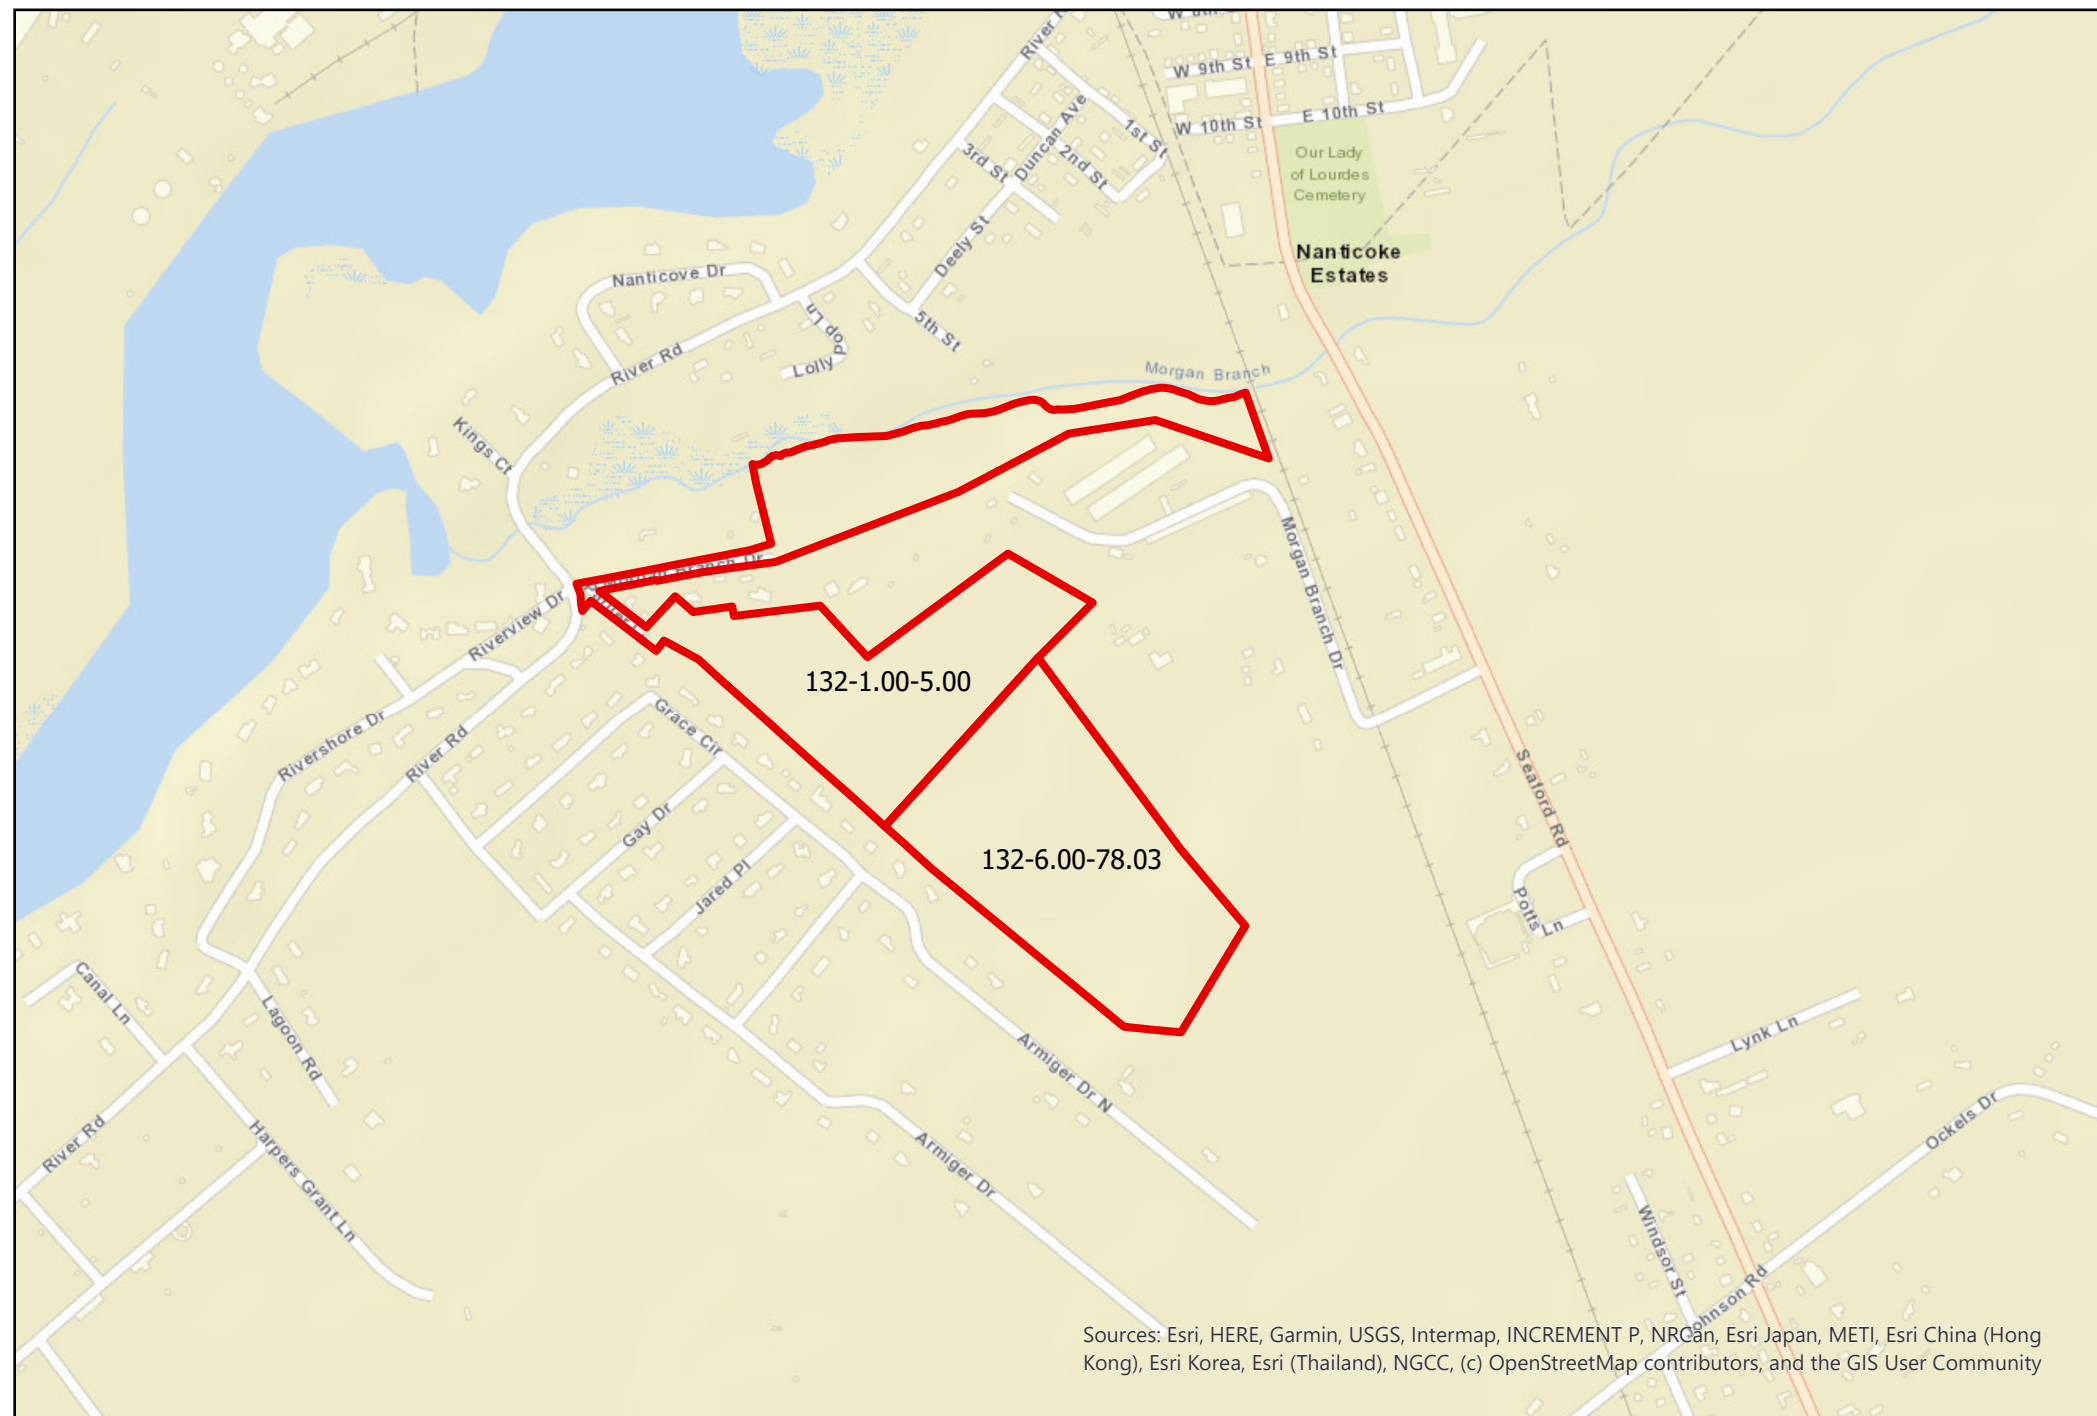 W 9th St
E 9th St
W 10th St
E 10th St
1st St
Duncan Ave
2nd St
3rd St
Our Lady
of Lourdes
Cemetery
Deely St
Nanticoke
Estates
Nanticove Dr
Lolly Pop Ln
5th St
River Rd
Morgan Branch
Kings Ct
Morgan Branch Dr
Riverview Dr
Morgan Branch Dr
132-1.00-5.00
Grace Cir
Rivershore Dr
River Rd
Seaford Rd
Gay Dr
132-6.00-78.03
Jared Pl
Potts Ln
Canal Ln
Lagoon Rd
Lynk Ln
Armiger Dr N
Ockels Dr
River Rd
Harpers Grant Ln
Armiger Dr
Windsor St
Johnson Rd
Sources: Esri, HERE, Garmin, USGS, Intermap, INCREMENT P, NRCan, Esri Japan, METI, Esri China (Hong
Kong), Esri Korea, Esri (Thailand), NGCC, (c) OpenStreetMap contributors, and the GIS User Community